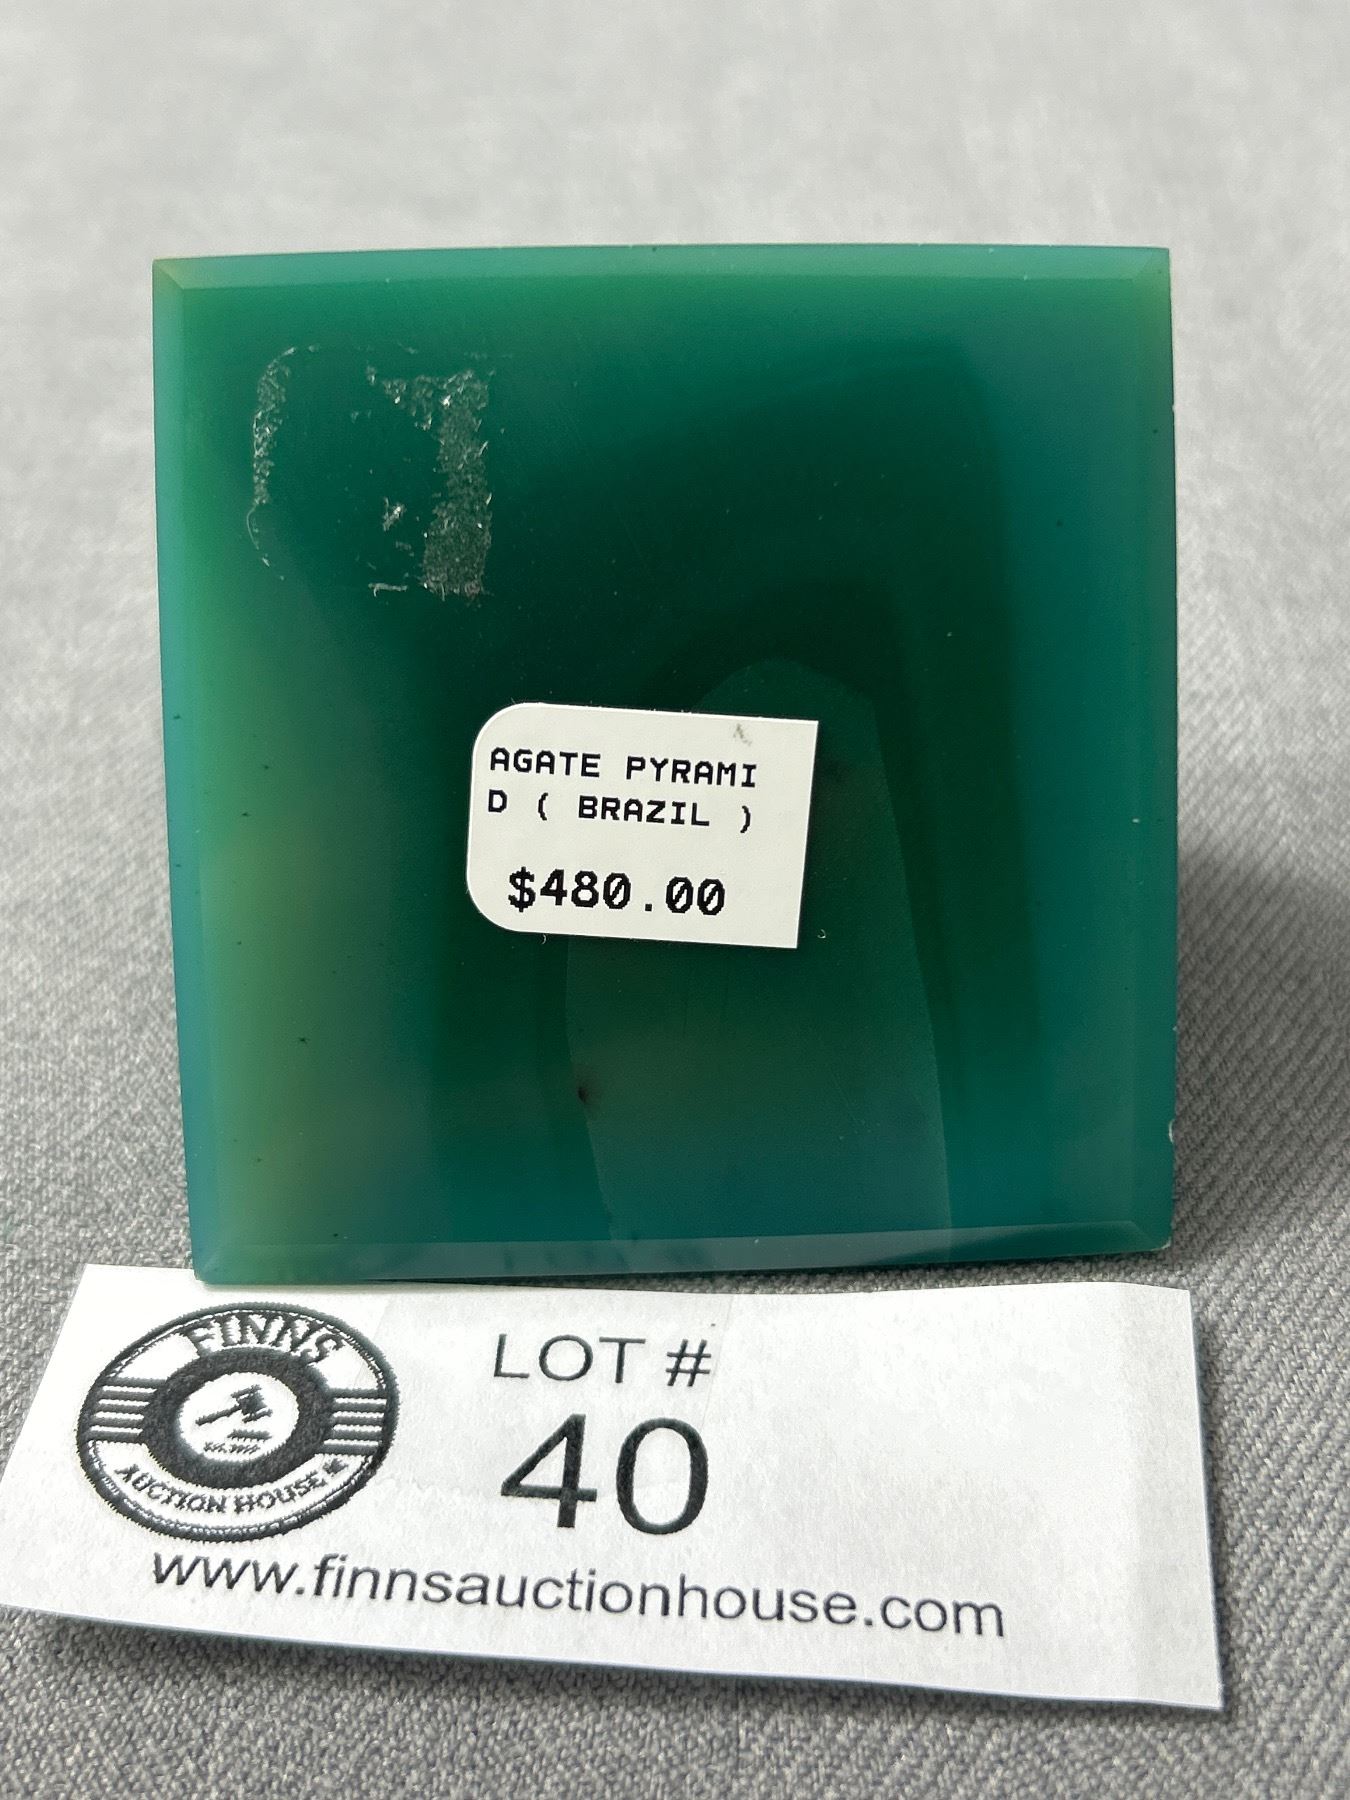 AGATE PYRAMI
D ( BRAZIL )
$480.00
FINNS
AUCTION HOUSE
LOT #
40
www.finnsauctionhouse.com